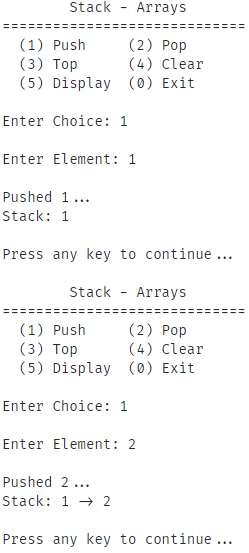 Stack - Arrays
=============================
(1) Push     (2) Pop
(3) Top      (4) Clear
(5) Display  (0) Exit
Enter Choice: 1
Enter Element: 1
Pushed 1...
Stack: 1
Press any key to continue...
Stack - Arrays
=============================
(1) Push     (2) Pop
(3) Top      (4) Clear
(5) Display  (0) Exit
Enter Choice: 1
Enter Element: 2
Pushed 2...
Stack: 1 → 2
Press any key to continue...